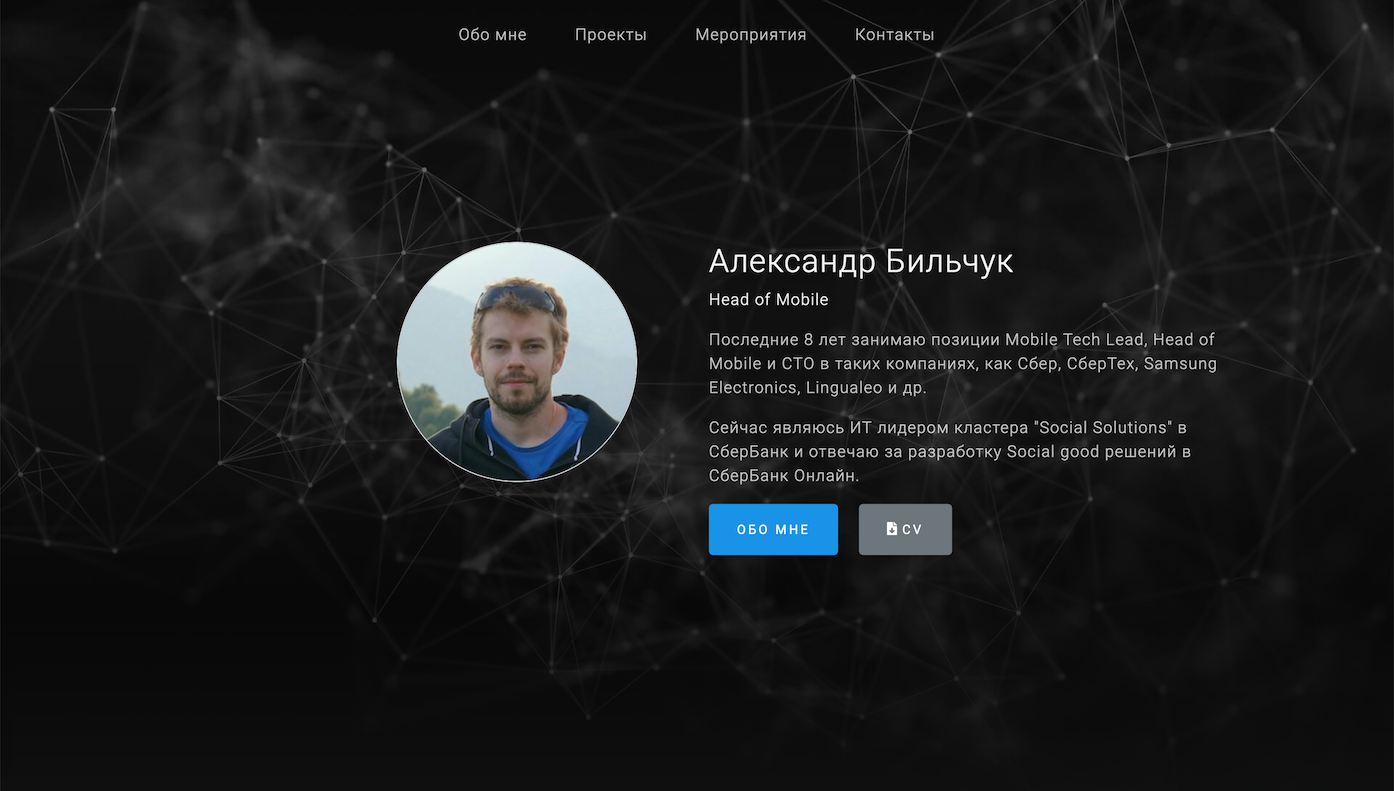 Обо мне Проекты Мероприятия Контакты
Александр Бильчук
Head of Mobile
Последние 8 лет занимаю позиции Mobile Tech Lead, Head of
Mobile и CTO в таких компаниях, как Сбер, СберТех, Samsung
Electronics, Lingualeo и др.
Сейчас являюсь ИТ лидером кластера "Social Solutions" в
СберБанк и отвечаю за разработку Social good решений в
СберБанк Онлайн.
ОБО МНЕ CV